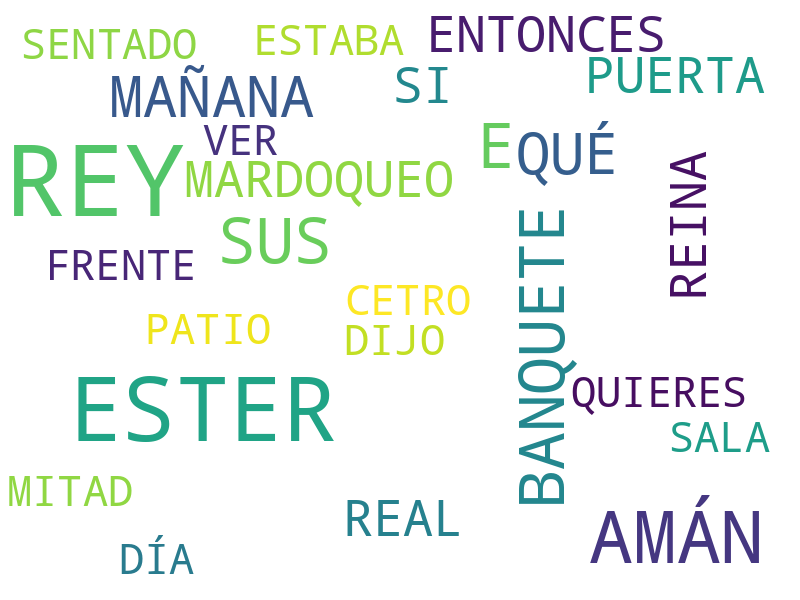 SENTADO
ESTABA
ENTONCES
MAÑANA
SI
PUERTA
VER
REY
MARDOQUEO
E
QUÉ
REINA
SUS
FRENTE
CETRO
BANQUETE
PATIO
DIJO
ESTER
QUIERES
SALA
MITAD
REAL
AMÁN
DÍA